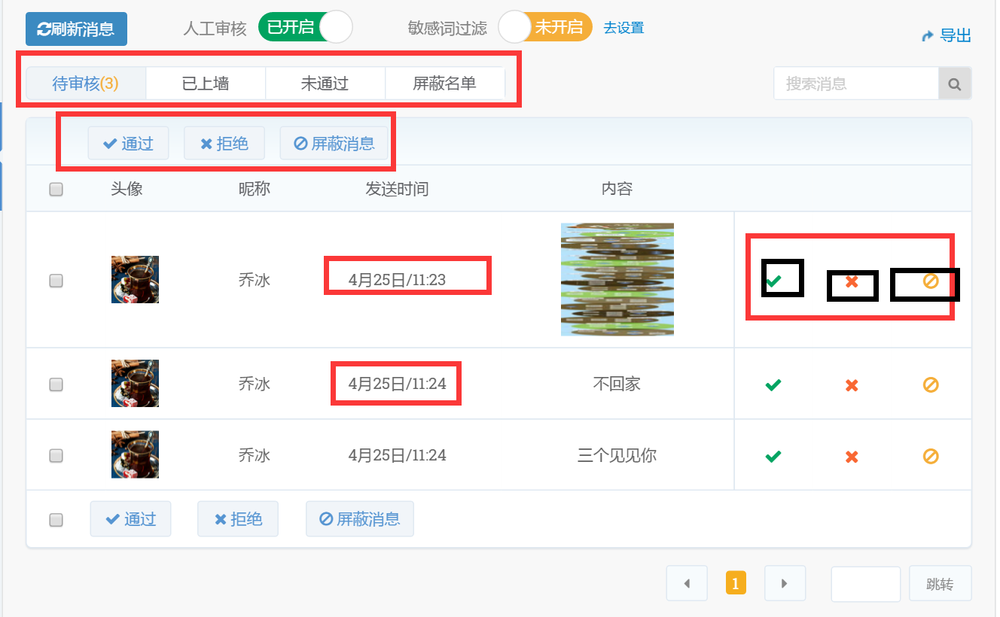 刷新消息 人工审核 已开启 敏感词过滤 未开启 去设置
导出
待审核(3) 已上墙 未通过 屏蔽名单 搜索消息
通过 拒绝 屏蔽消息
头像 昵称 发送时间 内容
乔冰 4月25日/11:23
乔冰 4月25日/11:24 不回家
乔冰 4月25日/11:24 三个见见你
通过 拒绝 屏蔽消息
1 跳转